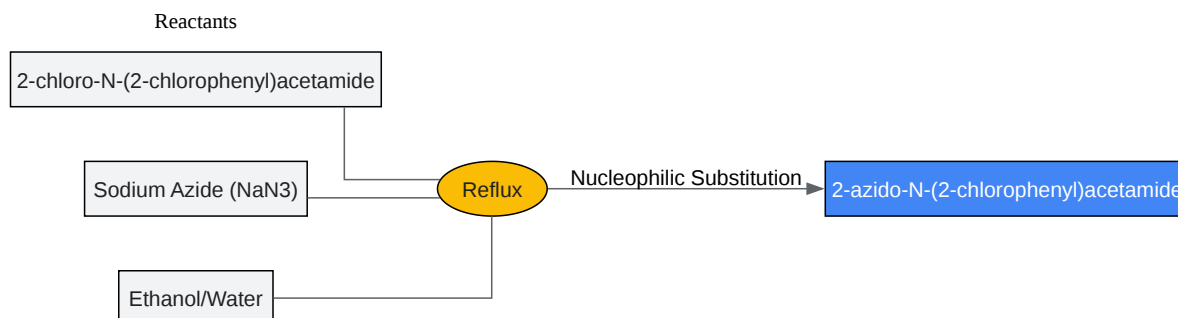 Reactants
2-chloro-N-(2-chlorophenyl)acetamide
Sodium Azide (NaN3)
Reflux
Nucleophilic Substitution
2-azido-N-(2-chlorophenyl)acetamide
Ethanol/Water